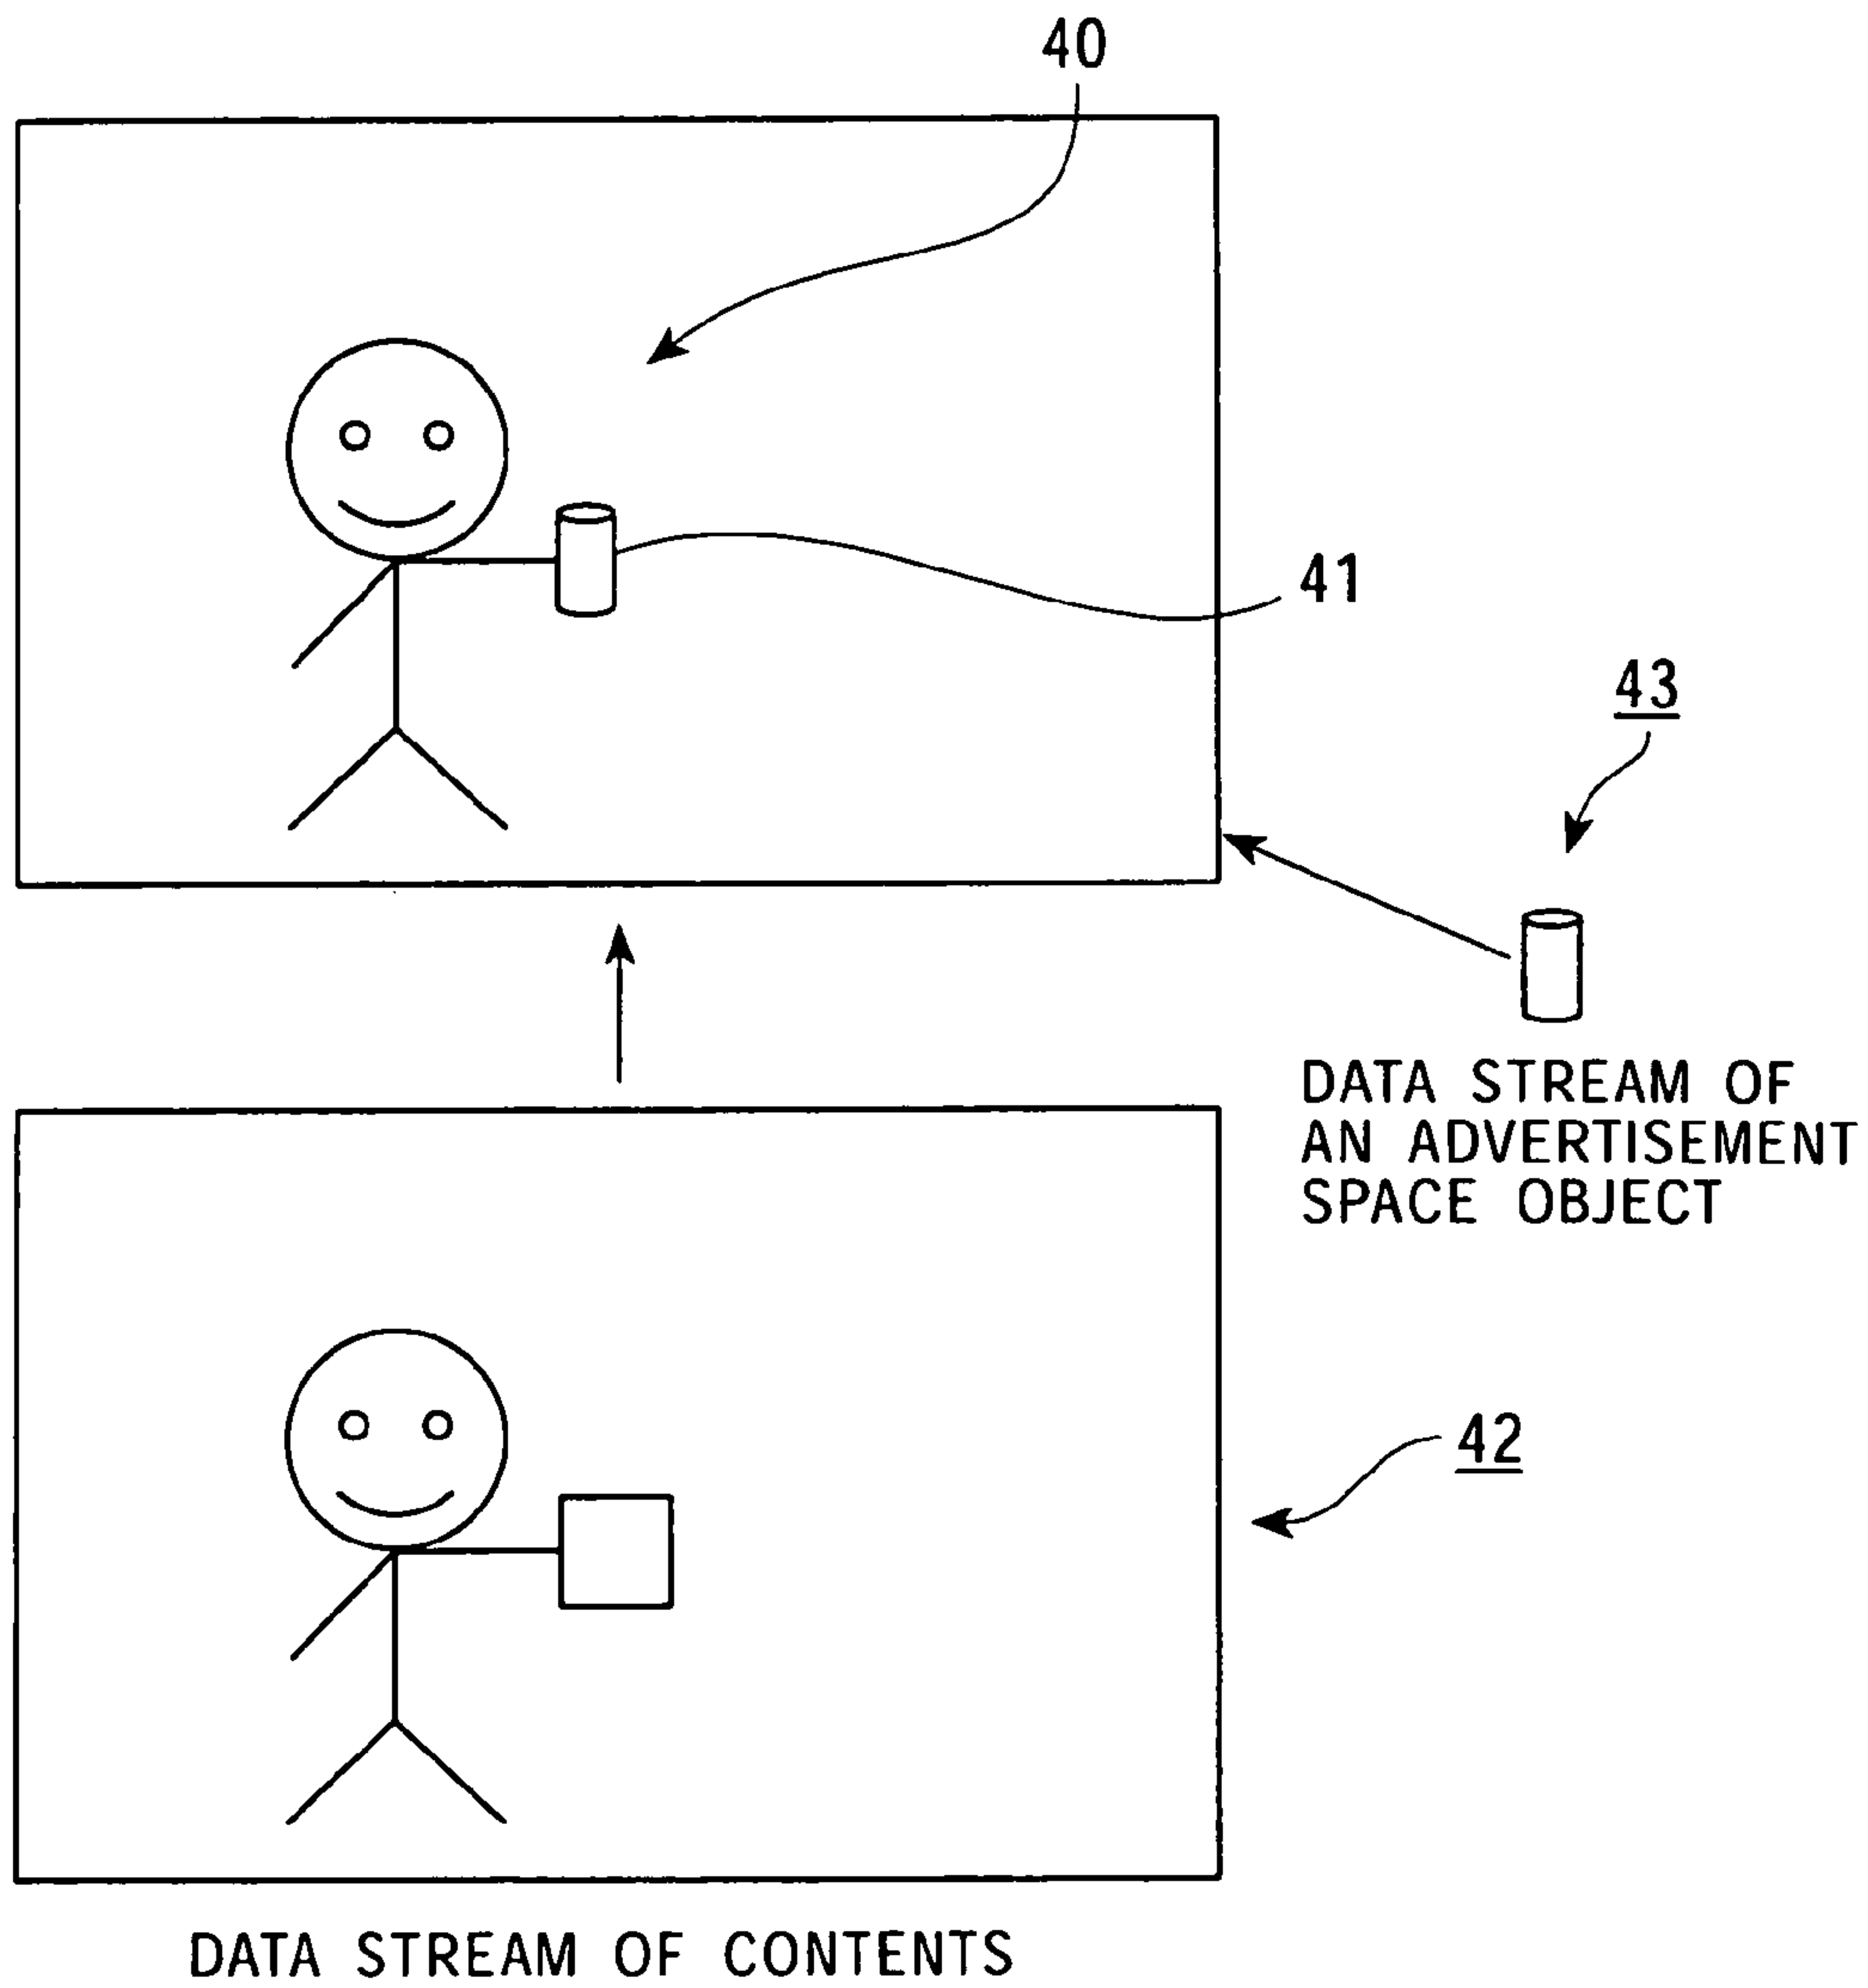 40
41
43
DATA STREAM OF
AN ADVERTISEMENT
SPACE OBJECT
42
DATA STREAM OF CONTENTS